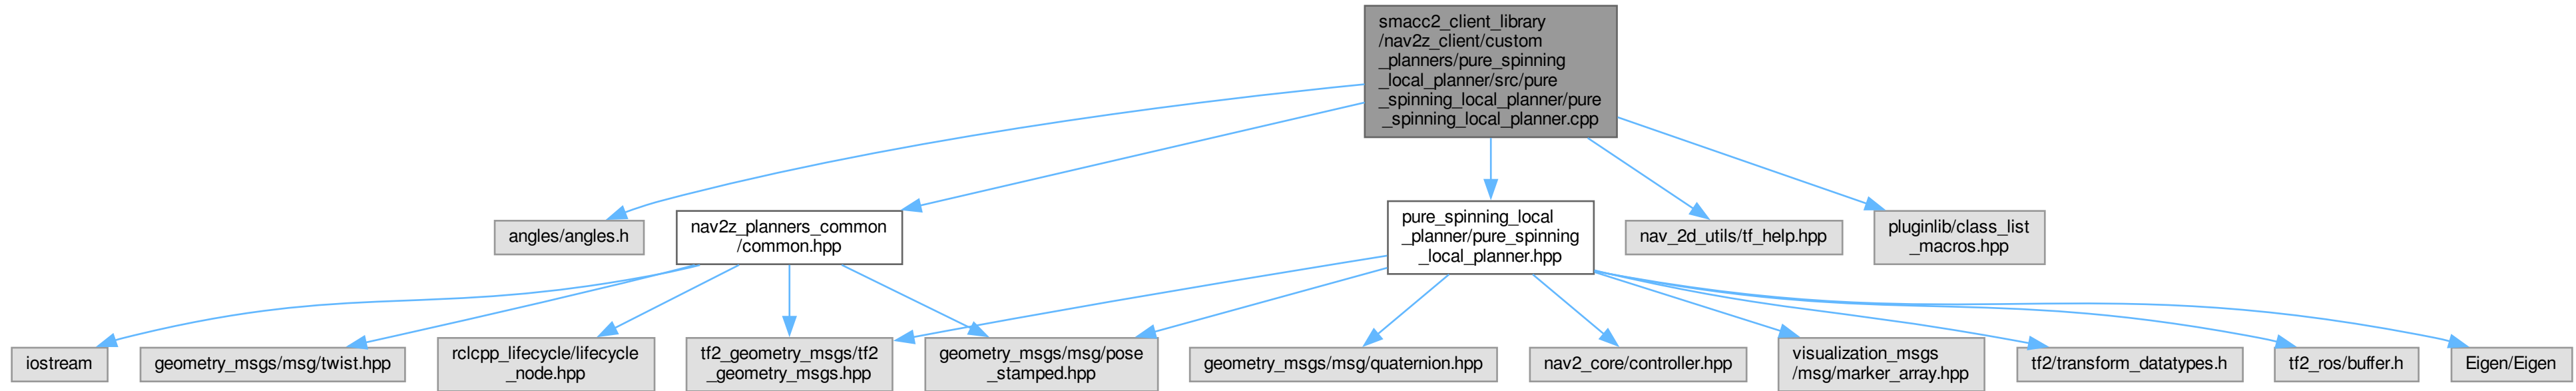 smacc2_client_library
/nav2z_client/custom
_planners/pure_spinning
_local_planner/src/pure
_spinning_local_planner/pure
_spinning_local_planner.cpp
angles/angles.h
nav2z_planners_common
/common.hpp
pure_spinning_local
_planner/pure_spinning
_local_planner.hpp
nav_2d_utils/tf_help.hpp
pluginlib/class_list
_macros.hpp
iostream
geometry_msgs/msg/twist.hpp
rclcpp_lifecycle/lifecycle
_node.hpp
tf2_geometry_msgs/tf2
_geometry_msgs.hpp
geometry_msgs/msg/pose
_stamped.hpp
geometry_msgs/msg/quaternion.hpp
nav2_core/controller.hpp
visualization_msgs
/msg/marker_array.hpp
tf2/transform_datatypes.h
tf2_ros/buffer.h
Eigen/Eigen